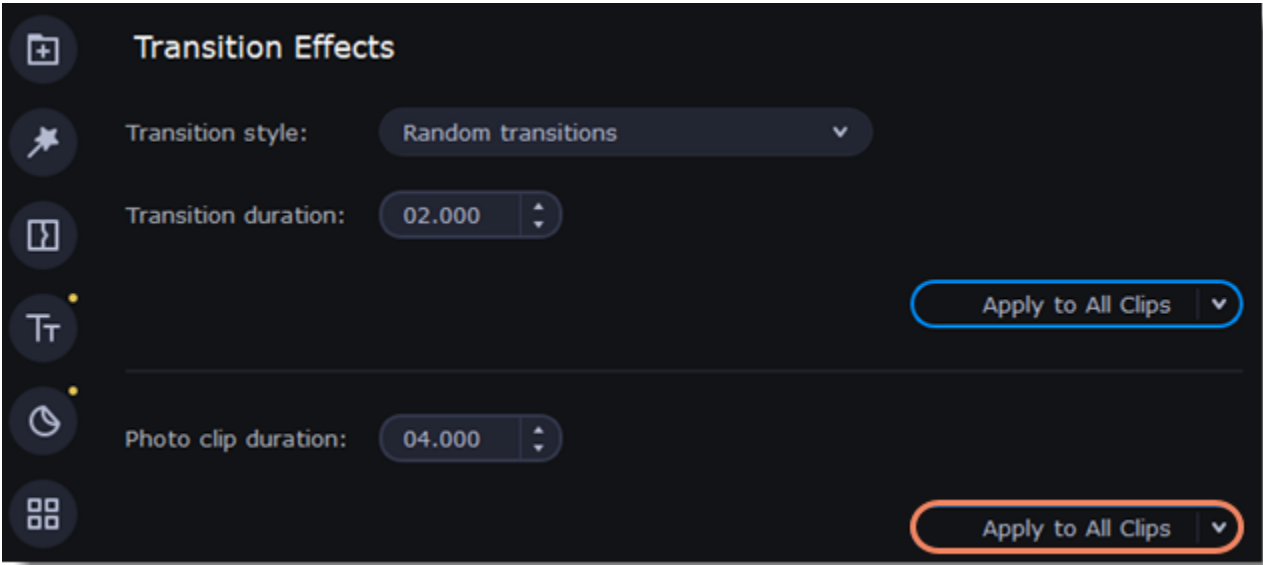 Transition Effects
Transition style: Random transitions
Transition duration: 02.000
Apply to All Clips
TT
Photo clip duration: 04.000
Apply to All Clips